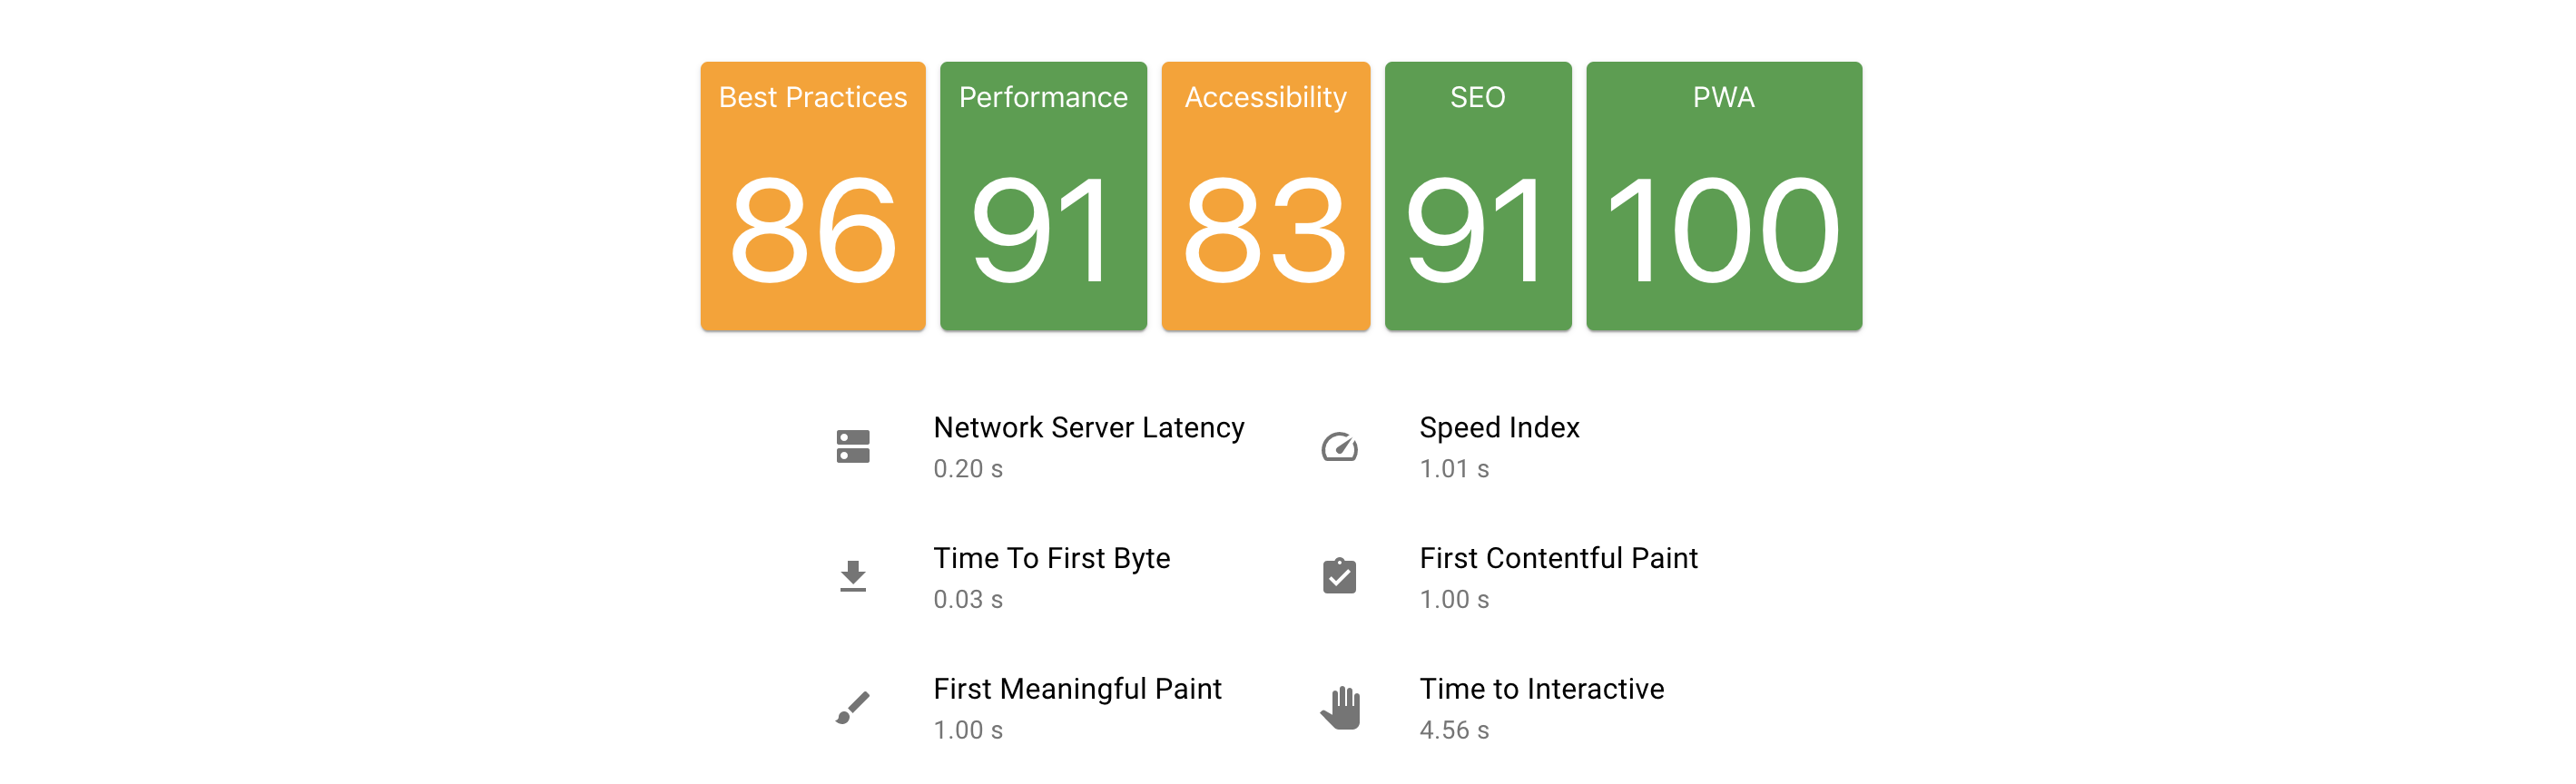 Best Practices
86
Performance
91
Accessibility
83
SEO
91
PWA
100
Network Server Latency
0.20 s
Speed Index
1.01 s
Time To First Byte
0.03 s
First Contentful Paint
1.00 s
First Meaningful Paint
1.00 s
Time to Interactive
4.56 s